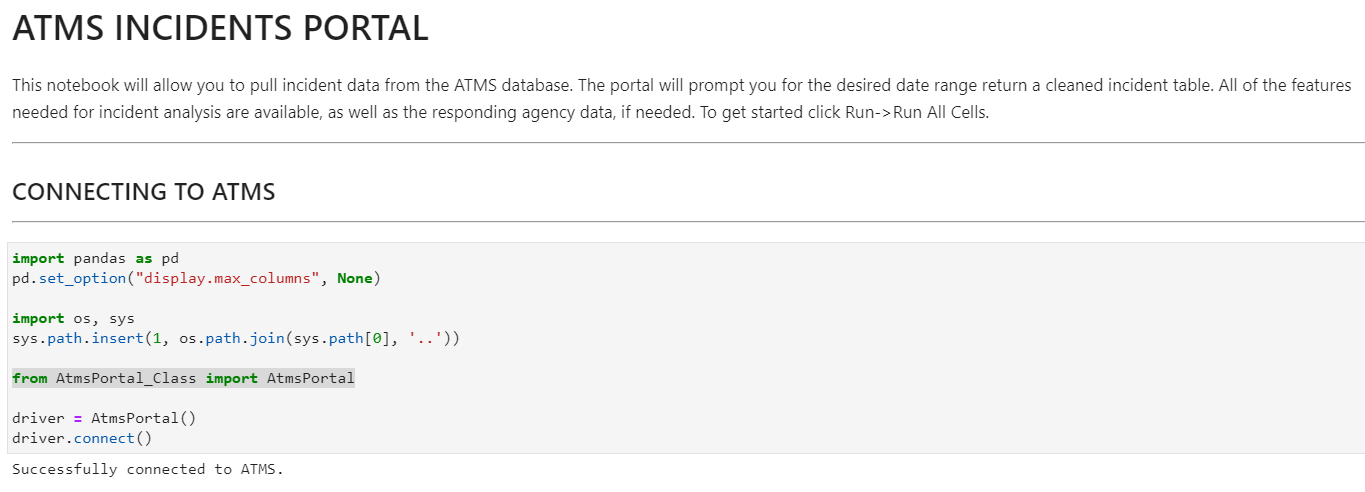 ATMS INCIDENTS PORTAL
This notebook will allow you to pull incident data from the ATMS database. The portal will prompt you for the desired date range return a cleaned incident table. All of the features
needed for incident analysis are available, as well as the responding agency data, if needed. To get started click Run->Run All Cells.
CONNECTING TO ATMS
import pandas as pd
pd.set_option("display.max_columns", None)
import os, sys
sys.path.insert(1, os.path.join(sys.path[0], '..'))
from AtmsPortal_Class import AtmsPortal
driver = AtmsPortal()
driver.connect()
Successfully connected to ATMS.